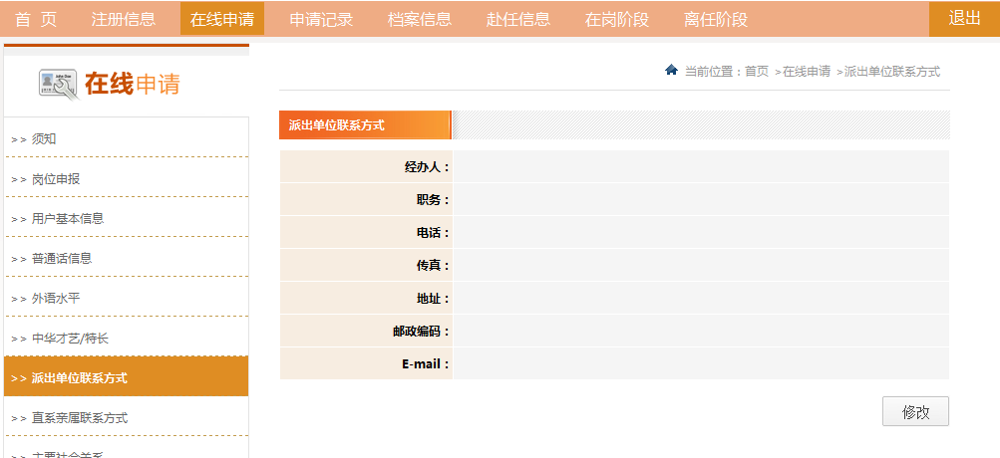 首 页 注册信息 在线申请 申请记录 档案信息 赴任信息 在岗阶段 离任阶段 退出
在线申请
当前位置：首页 >在线申请 >派出单位联系方式
>> 须知
>> 岗位申报
>> 用户基本信息
>> 普通话信息
>> 外语水平
>> 中华才艺/特长
>> 派出单位联系方式
>> 直系亲属联系方式
>> 主要社会关系
派出单位联系方式
经办人：
职务：
电话：
传真：
地址：
邮政编码：
E-mail：
修改